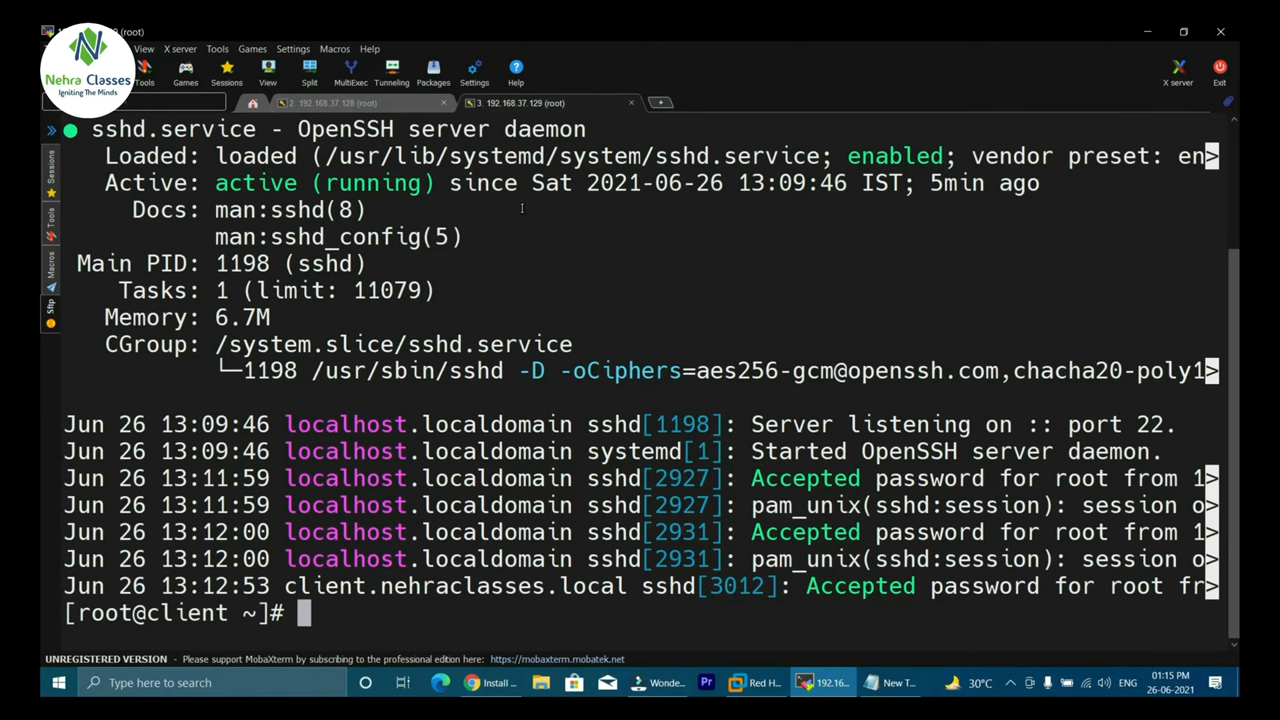 (root)
View X server Tools Games Settings Macros Help
Nehra Classes
Igniting The Minds
Tools Games Sessions View Split MultiExec Tunneling Packages Settings Help X server Exit
2. 192.168.37.128 (root) 3. 192.168.37.129 (root)
Sessions
Tools
Macros
Sftp
sshd.service - OpenSSH server daemon
Loaded: loaded (/usr/lib/systemd/system/sshd.service; enabled; vendor preset: en>
Active: active (running) since Sat 2021-06-26 13:09:46 IST; 5min ago
Docs: man:sshd(8)
man:sshd_config(5)
Main PID: 1198 (sshd)
Tasks: 1 (limit: 11079)
Memory: 6.7M
CGroup: /system.slice/sshd.service
└─1198 /usr/sbin/sshd -D -oCiphers=aes256-gcm@openssh.com,chacha20-poly1>
Jun 26 13:09:46 localhost.localdomain sshd[1198]: Server listening on :: port 22.
Jun 26 13:09:46 localhost.localdomain systemd[1]: Started OpenSSH server daemon.
Jun 26 13:11:59 localhost.localdomain sshd[2927]: Accepted password for root from 1>
Jun 26 13:11:59 localhost.localdomain sshd[2927]: pam_unix(sshd:session): session o>
Jun 26 13:12:00 localhost.localdomain sshd[2931]: Accepted password for root from 1>
Jun 26 13:12:00 localhost.localdomain sshd[2931]: pam_unix(sshd:session): session o>
Jun 26 13:12:53 client.nehraclasses.local sshd[3012]: Accepted password for root fr>
[root@client ~]#
UNREGISTERED VERSION - Please support MobaXterm by subscribing to the professional edition here: https://mobaxterm.mobatek.net
Type here to search Install ... Wonde... Pr Red H... 192.16... New T... 30°C ENG 01:15 PM
26-06-2021